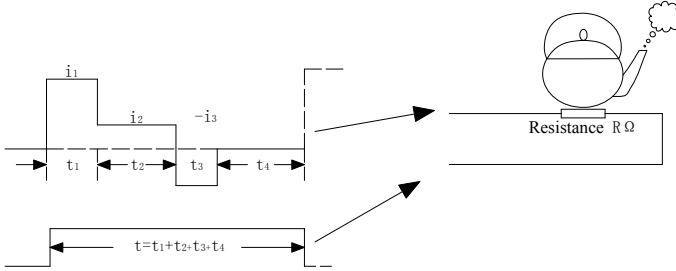 i₁
i₂
-i₃
t₁
t₂
t₃
t₄
t=t₁+t₂+t₃+t₄
Resistance RΩ